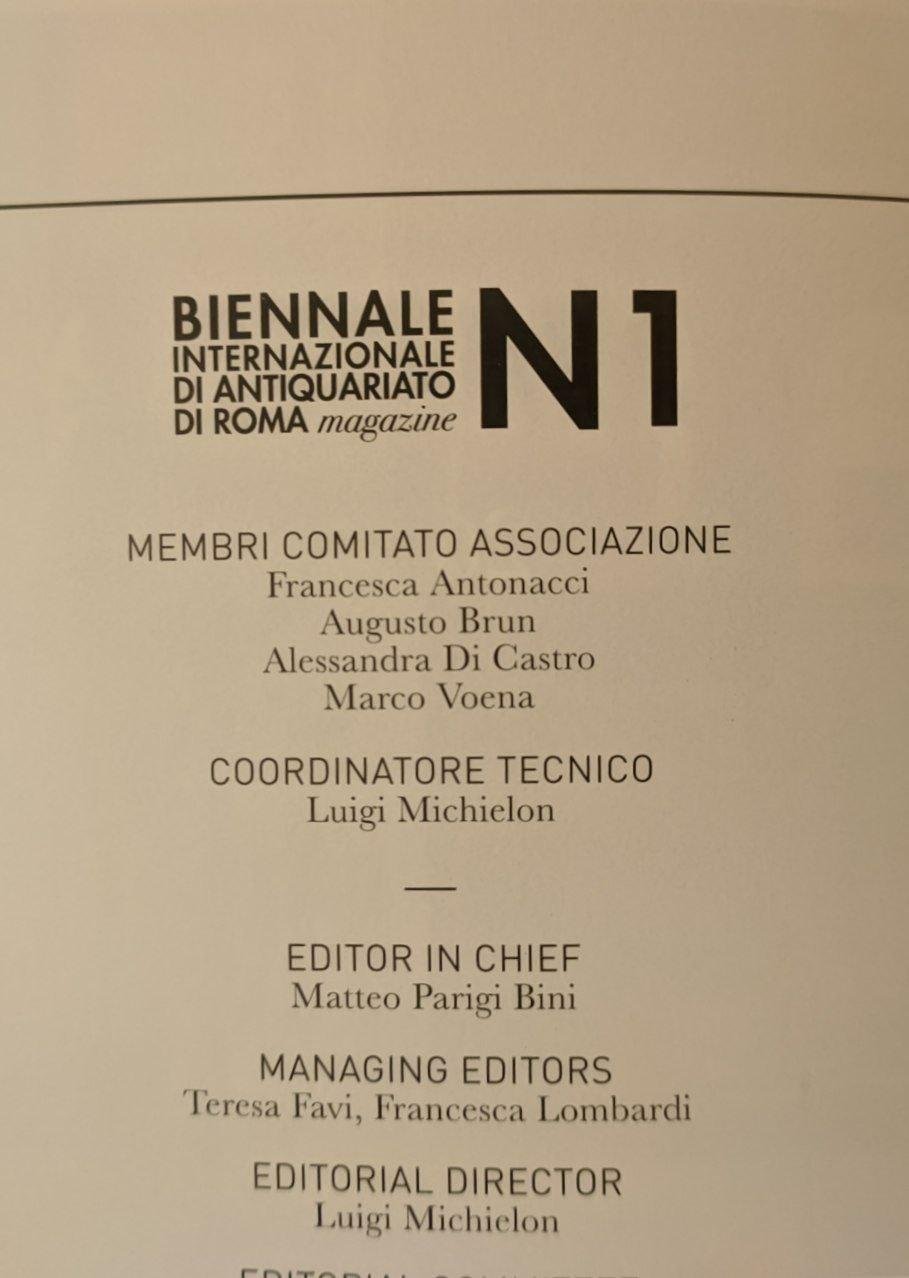 BIENNALE
INTERNAZIONALE
DI ANTIQUARIATO
DI ROMA magazine
N1
MEMBRI COMITATO ASSOCIAZIONE
Francesca Antonacci
Augusto Brun
Alessandra Di Castro
Marco Voena
COORDINATORE TECNICO
Luigi Michielon
EDITOR IN CHIEF
Matteo Parigi Bini
MANAGING EDITORS
Teresa Favi, Francesca Lombardi
EDITORIAL DIRECTOR
Luigi Michielon
EDITORIAL